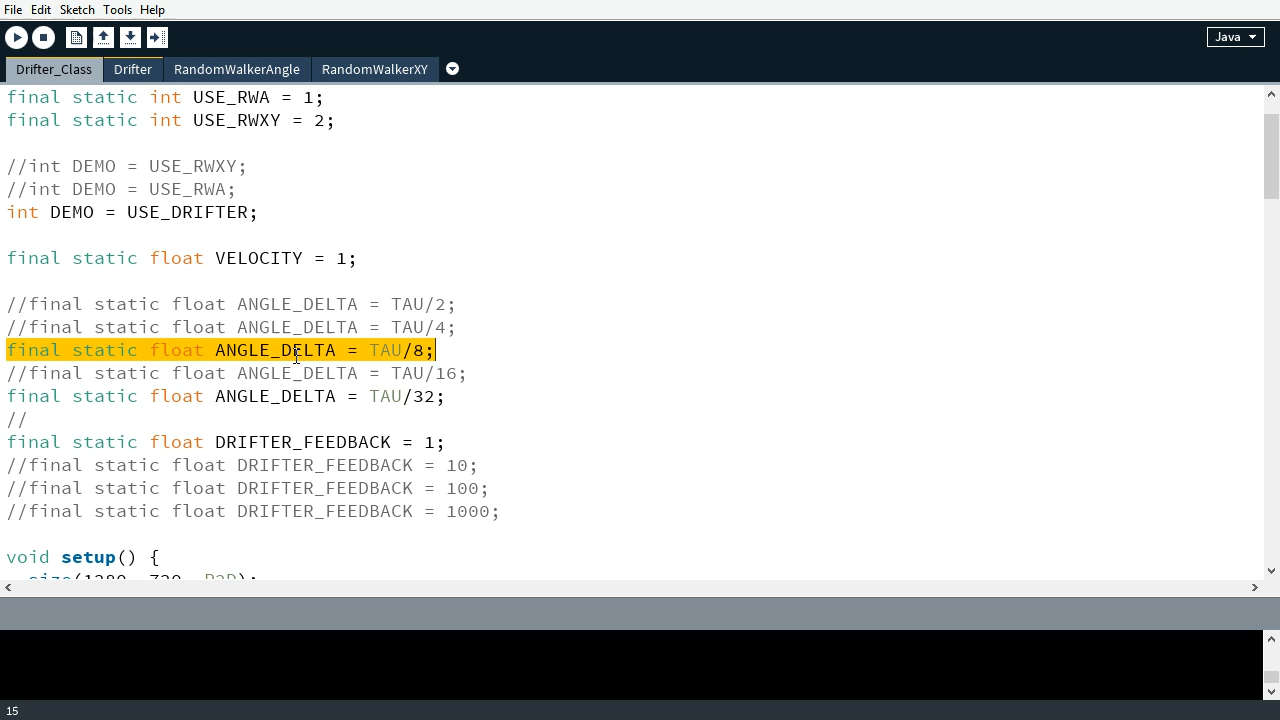 File Edit Sketch Tools Help
Java
Drifter_Class Drifter RandomWalkerAngle RandomWalkerXY
final static int USE_RWA = 1;
final static int USE_RWXY = 2;
//int DEMO = USE_RWXY;
//int DEMO = USE_RWA;
int DEMO = USE_DRIFTER;
final static float VELOCITY = 1;
//final static float ANGLE_DELTA = TAU/2;
//final static float ANGLE_DELTA = TAU/4;
final static float ANGLE_DELTA = TAU/8;
//final static float ANGLE_DELTA = TAU/16;
final static float ANGLE_DELTA = TAU/32;
//
final static float DRIFTER_FEEDBACK = 1;
//final static float DRIFTER_FEEDBACK = 10;
//final static float DRIFTER_FEEDBACK = 100;
//final static float DRIFTER_FEEDBACK = 1000;
void setup() {
size(1280, 720, P2D);
15